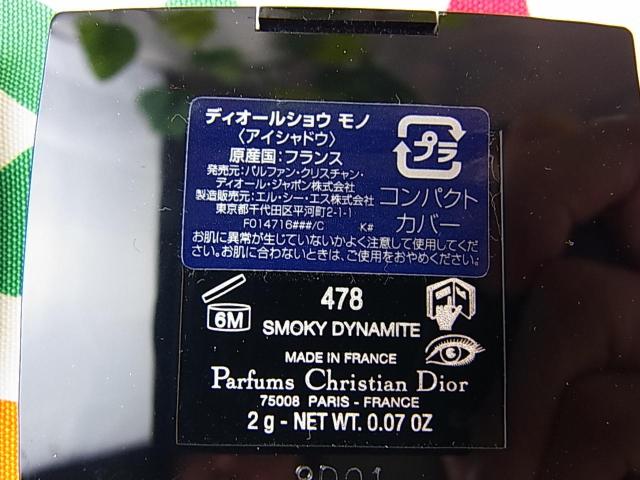 ディオールショウ モノ
〈アイシャドウ〉
原産国:フランス
発売元:パルファン・クリスチャン・
ディオール・ジャポン株式会社
製造販売元:エル・シー・エス株式会社
東京都千代田区平河町2-1-1
F014716###/C K#
お肌に異常が生じていないかよく注意して使用してくだ
さい。お肌に合わないときは、ご使用をおやめください。
プラ
コンパクト
カバー
6M
478
SMOKY DYNAMITE
MADE IN FRANCE
Parfums Christian Dior
75008 PARIS - FRANCE
2 g - NET WT. 0.07 OZ